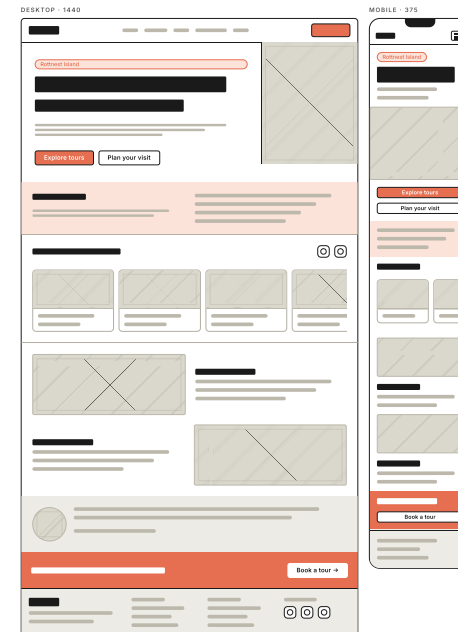 DESKTOP · 1440
Rottnest Island
Explore tours
Plan your visit
Book a tour →
MOBILE · 375
Rottnest Island
Explore tours
Plan your visit
Book a tour